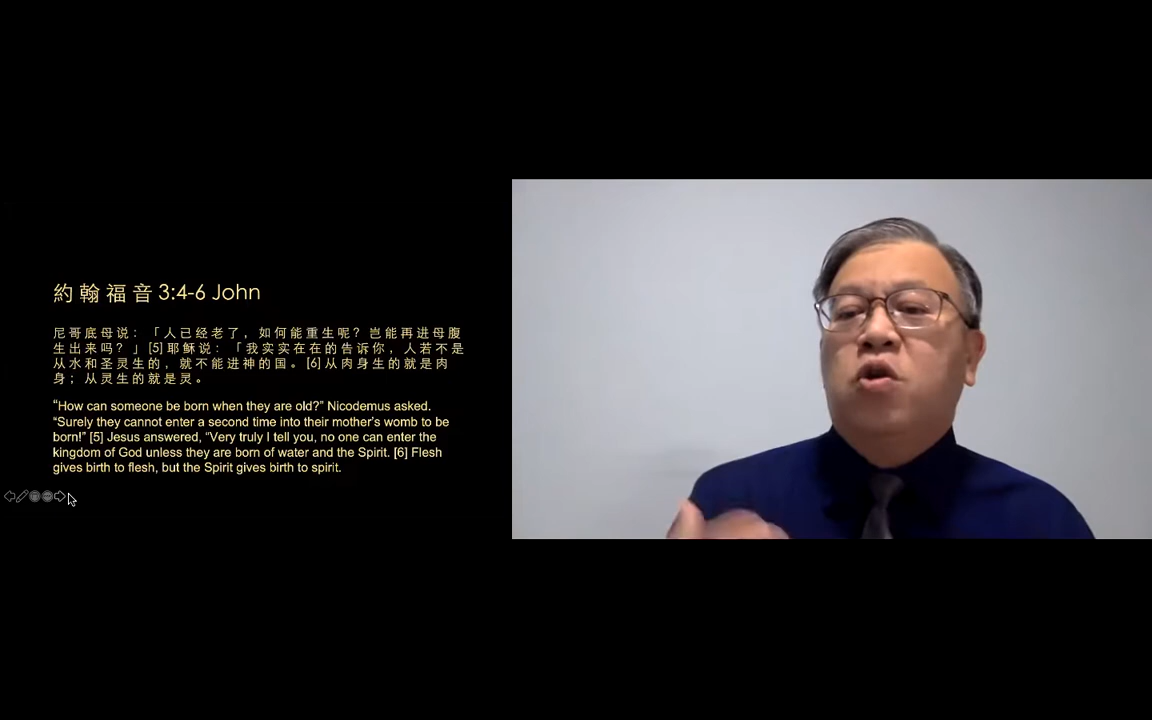 約翰福音 3:4-6 John
尼哥底母说：「人已经老了，如何能重生呢？岂能再进母腹
生出来吗？」[5] 耶稣说：「我实实在在的告诉你，人若不是
从水和圣灵生的，就不能进神的国。[6] 从肉身生的就是肉
身；从灵生的就是灵。
“How can someone be born when they are old?” Nicodemus asked.
“Surely they cannot enter a second time into their mother’s womb to be
born!” [5] Jesus answered, “Very truly I tell you, no one can enter the
kingdom of God unless they are born of water and the Spirit. [6] Flesh
gives birth to flesh, but the Spirit gives birth to spirit.